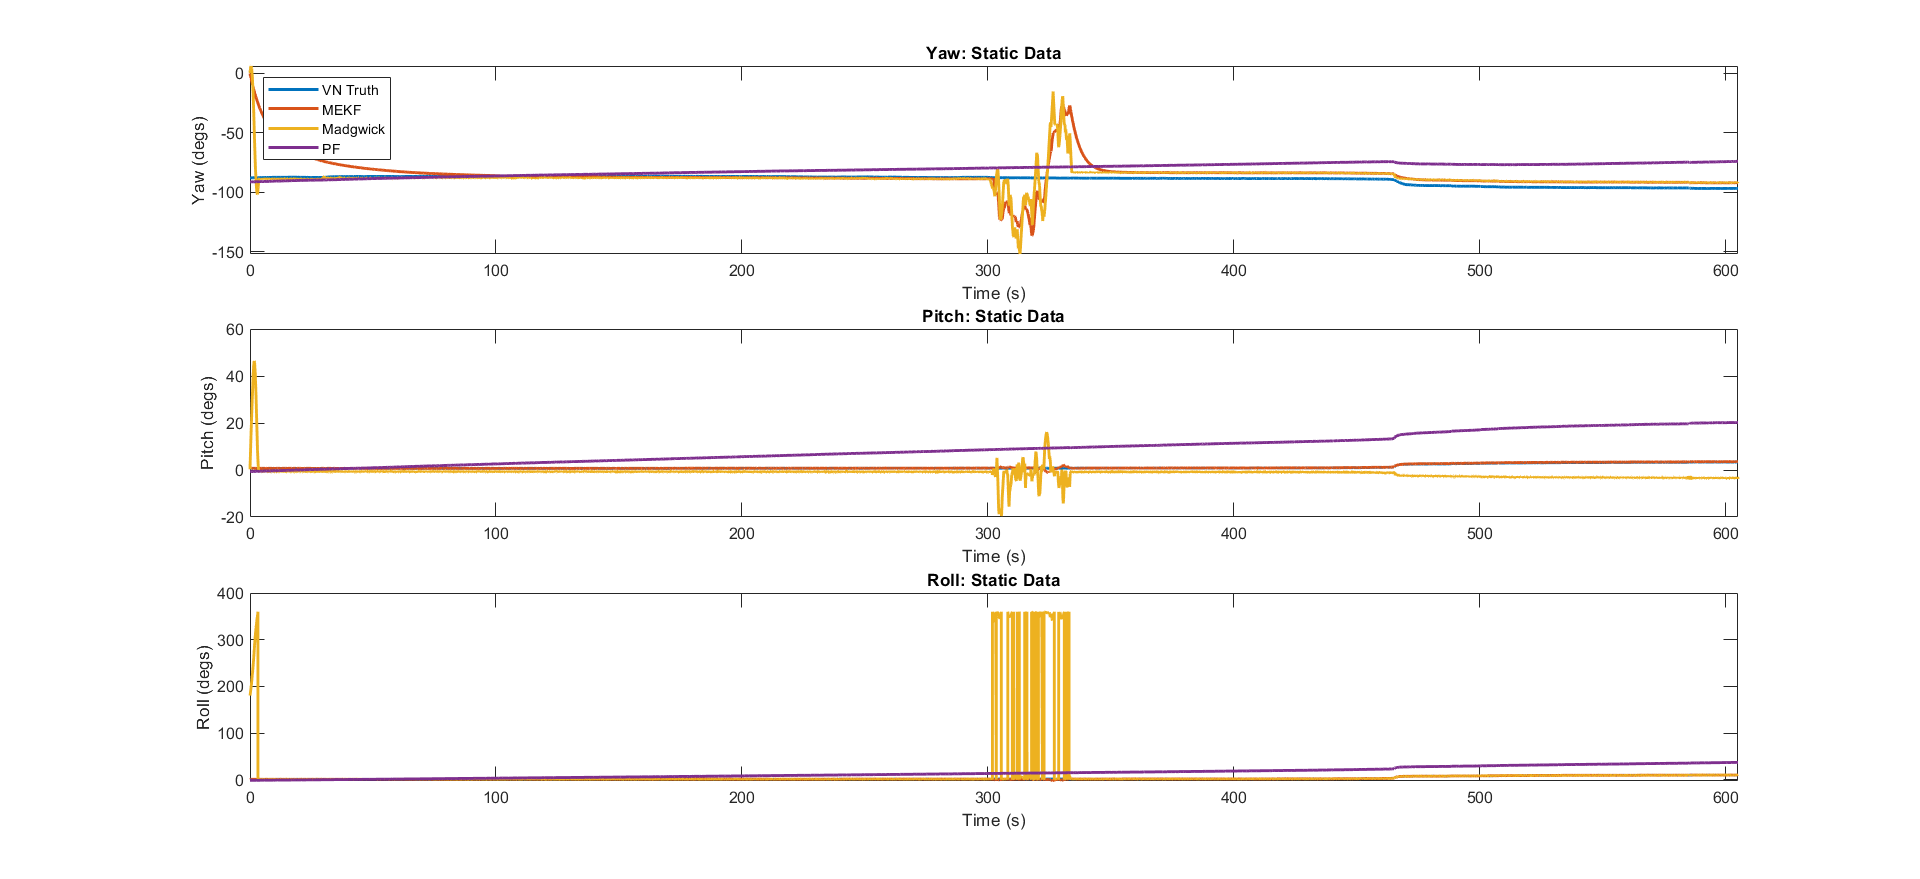 Yaw: Static Data
0
-50
-100
-150
Yaw (degs)
VN Truth
MEKF
Madgwick
PF
0 100 200 300 400 500 600
Time (s)
Pitch: Static Data
60
40
20
0
-20
Pitch (degs)
0 100 200 300 400 500 600
Time (s)
Roll: Static Data
400
300
200
100
0
Roll (degs)
0 100 200 300 400 500 600
Time (s)